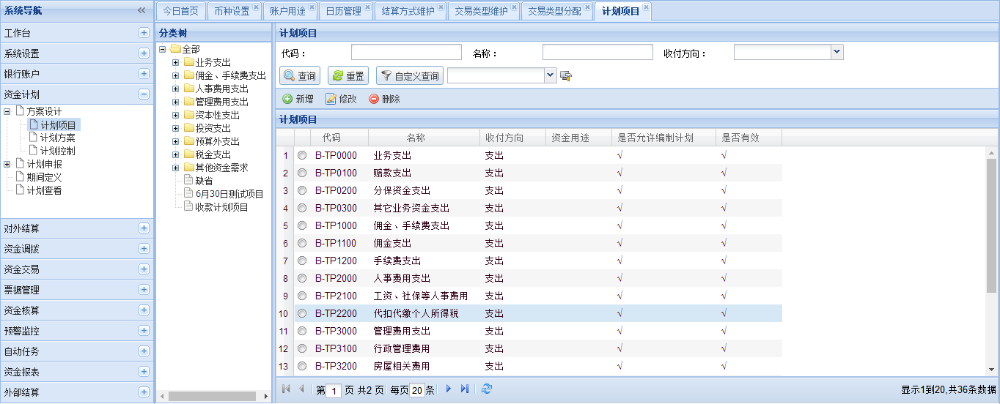 系统导航
工作台
系统设置
银行账户
资金计划
方案设计
计划项目
计划方案
计划控制
计划申报
期间定义
计划查看
对外结算
资金调拨
资金交易
票据管理
资金核算
预警监控
自动任务
资金报表
外部结算
今日首页 币种设置 账户用途 日历管理 结算方式维护 交易类型维护 交易类型分配 计划项目
分类树
全部
业务支出
佣金、手续费支出
人事费用支出
管理费用支出
资本性支出
投资支出
预算外支出
税金支出
其他资金需求
缺省
6月30日测试项目
收款计划项目
计划项目
代码： 名称： 收付方向：
查询 重置 自定义查询
新增 修改 删除
计划项目
代码 名称 收付方向 资金用途 是否允许编制计划 是否有效
1 B-TP0000 业务支出 支出 √ √
2 B-TP0100 赔款支出 支出 √ √
3 B-TP0200 分保资金支出 支出 √ √
4 B-TP0300 其它业务资金支出 支出 √ √
5 B-TP1000 佣金、手续费支出 支出 √ √
6 B-TP1100 佣金支出 支出 √ √
7 B-TP1200 手续费支出 支出 √ √
8 B-TP2000 人事费用支出 支出 √ √
9 B-TP2100 工资、社保等人事费用 支出 √ √
10 B-TP2200 代扣代缴个人所得税 支出 √ √
11 B-TP3000 管理费用支出 支出 √ √
12 B-TP3100 行政管理费用 支出 √ √
13 B-TP3200 房屋相关费用 支出 √ √
第 1 页 共2 页 每页 20 条 显示1到20,共36条数据